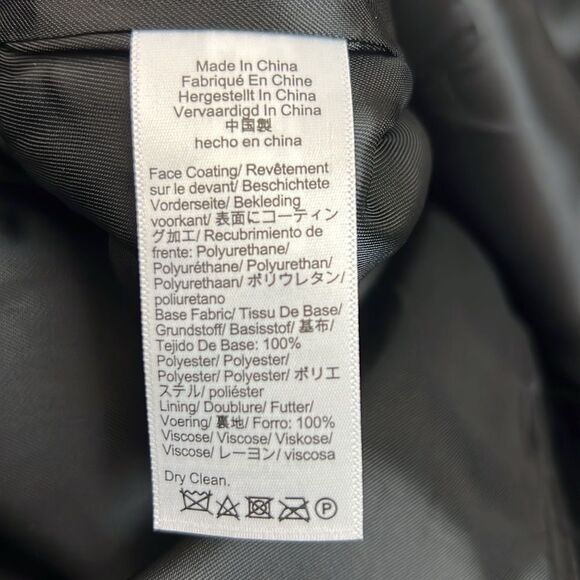 Made In China
Fabriqué En Chine
Hergestellt In China
Vervaardigd In China
中国製
hecho en china
Face Coating/ Revêtement
sur le devant/ Beschichtete
Vorderseite/ Bekleding
voorkant/ 表面にコーティン
グ加工/ Recubrimiento de
frente: Polyurethane/
Polyuréthane/ Polyurethan/
Polyurethaan/ ポリウレタン/
poliuretano
Base Fabric/ Tissu De Base/
Grundstoff/ Basisstof/ 基布/
Tejido De Base: 100%
Polyester/ Polyester/
Polyester/ Polyester/ ポリエ
ステル/ poliéster
Lining/ Doublure/ Futter/
Voering/ 裏地/ Forro: 100%
Viscose/ Viscose/ Viskose/
Viscose/ レーヨン/ viscosa
Dry Clean.
P